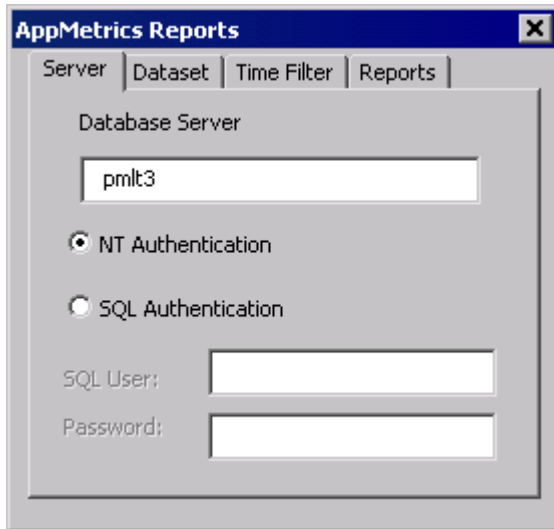 AppMetrics Reports
Server Dataset Time Filter Reports
Database Server
pmlt3
NT Authentication
SQL Authentication
SQL User:
Password: